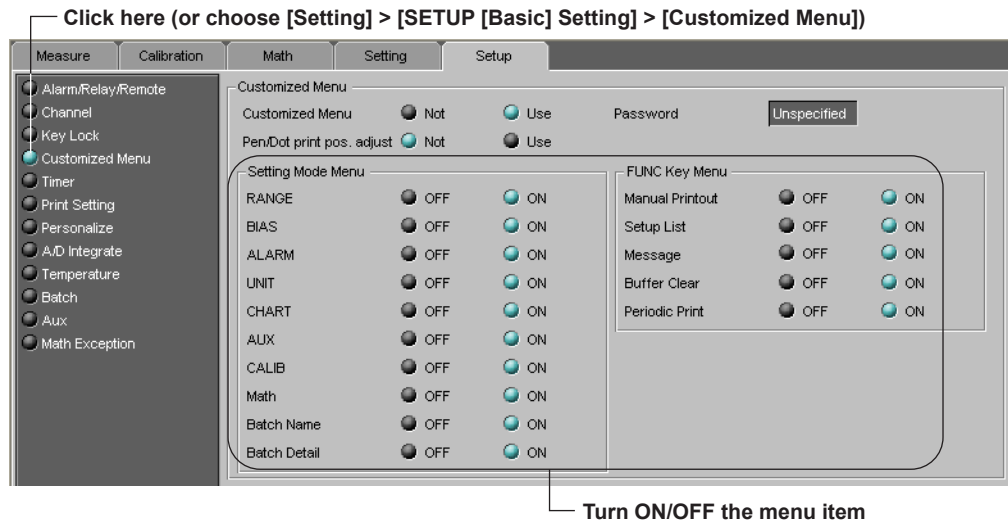 Click here (or choose [Setting] > [SETUP [Basic] Setting] > [Customized Menu])
Measure Calibration Math Setting Setup
Alarm/Relay/Remote
Channel
Key Lock
Customized Menu
Timer
Print Setting
Personalize
A/D Integrate
Temperature
Batch
Aux
Math Exception
Customized Menu
Customized Menu Not Use Password Unspecified
Pen/Dot print pos. adjust Not Use
Setting Mode Menu
RANGE OFF ON
BIAS OFF ON
ALARM OFF ON
UNIT OFF ON
CHART OFF ON
AUX OFF ON
CALIB OFF ON
Math OFF ON
Batch Name OFF ON
Batch Detail OFF ON
FUNC Key Menu
Manual Printout OFF ON
Setup List OFF ON
Message OFF ON
Buffer Clear OFF ON
Periodic Print OFF ON
Turn ON/OFF the menu item